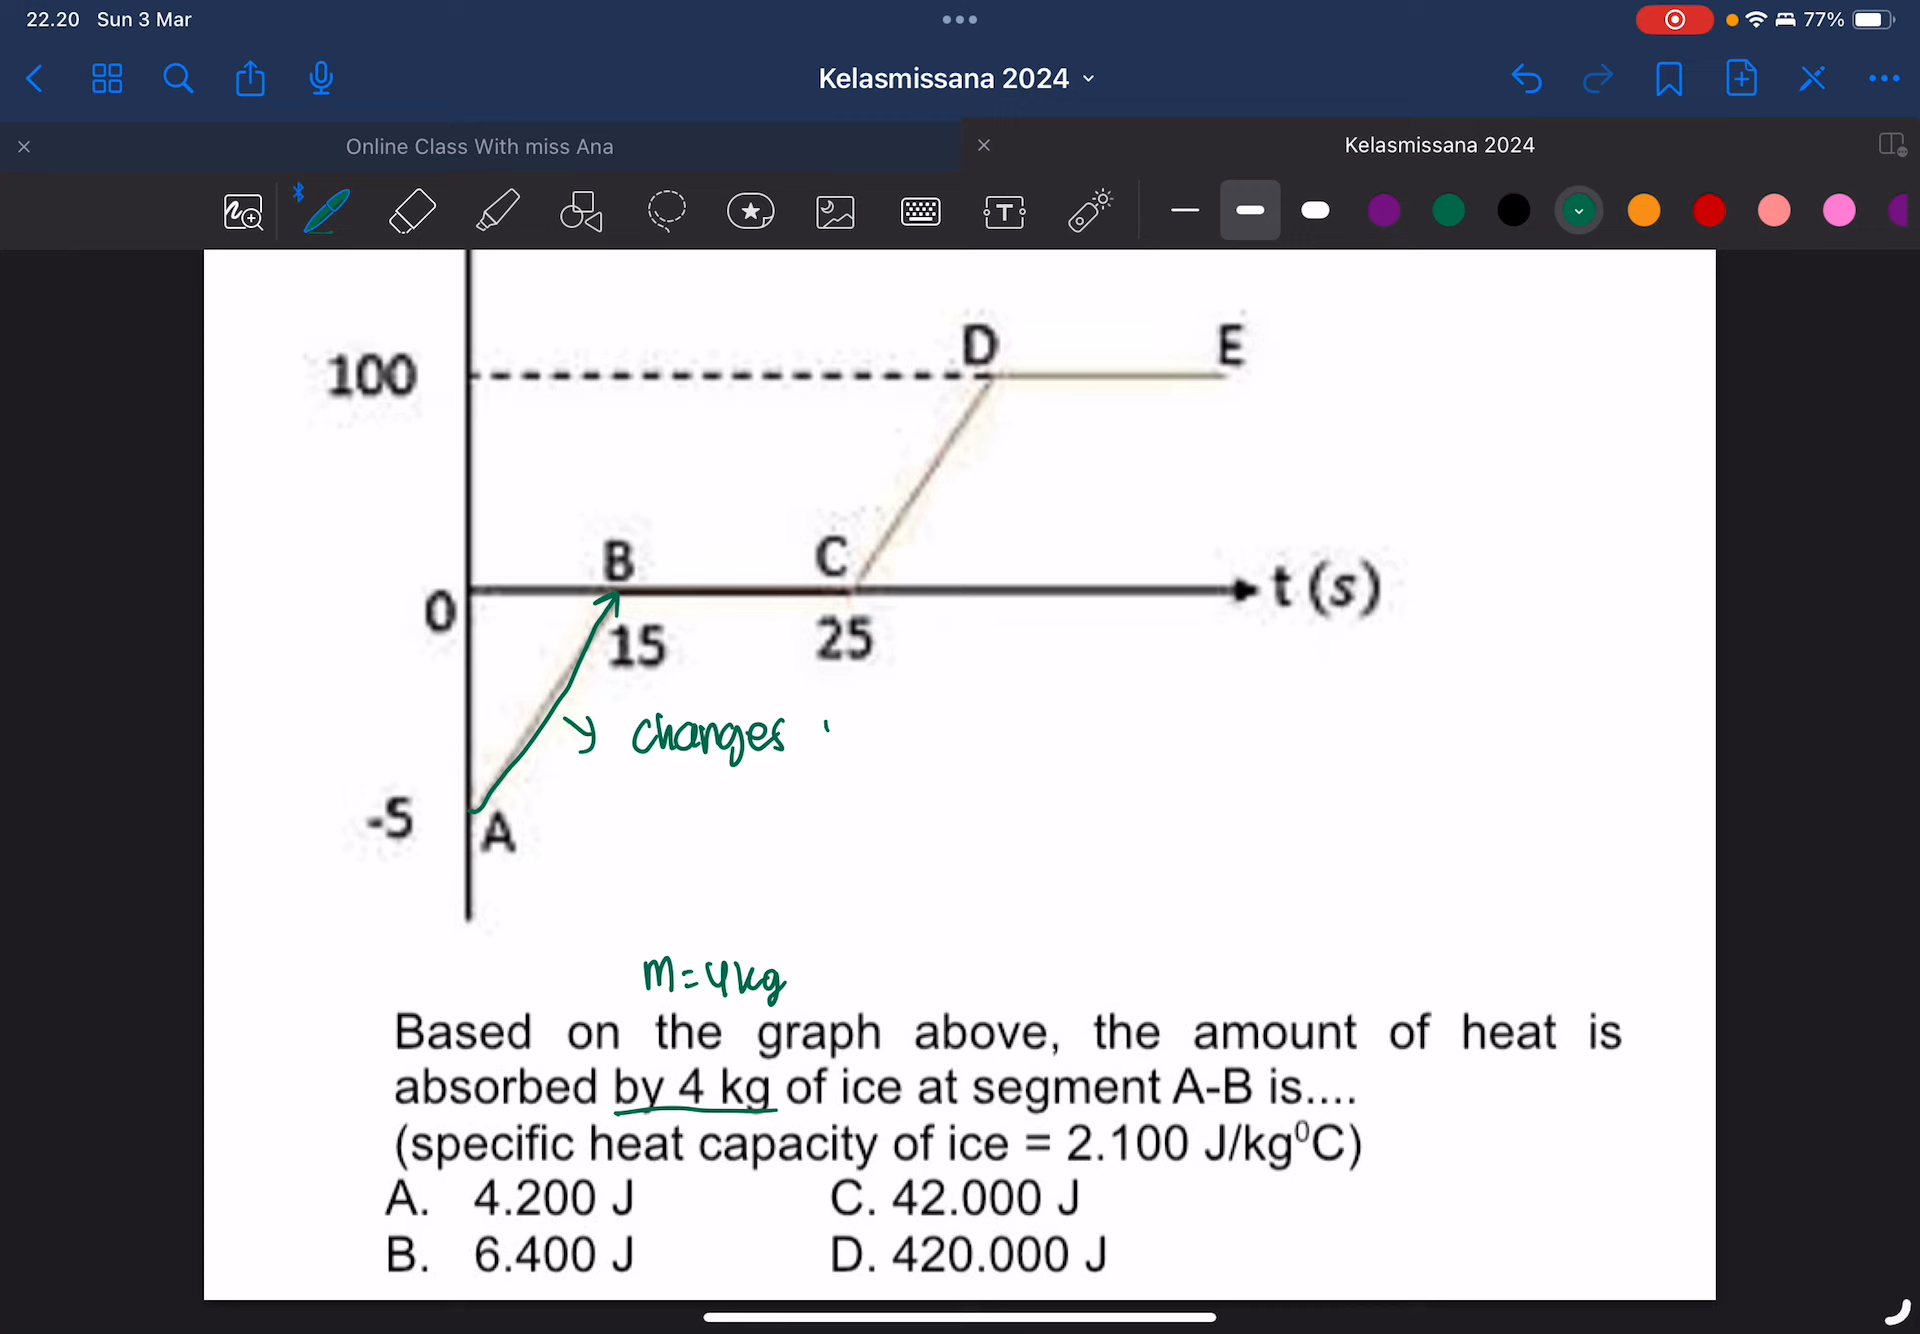 22.20 Sun 3 Mar
77%
Kelasmissana 2024
Online Class With miss Ana
Kelasmissana 2024
T
100
D
E
B
C
0
t (s)
15
25
changes
-5
A
m=4kg
Based on the graph above, the amount of heat is
absorbed by 4 kg of ice at segment A-B is....
(specific heat capacity of ice = 2.100 J/kg⁰C)
A. 4.200 J C. 42.000 J
B. 6.400 J D. 420.000 J